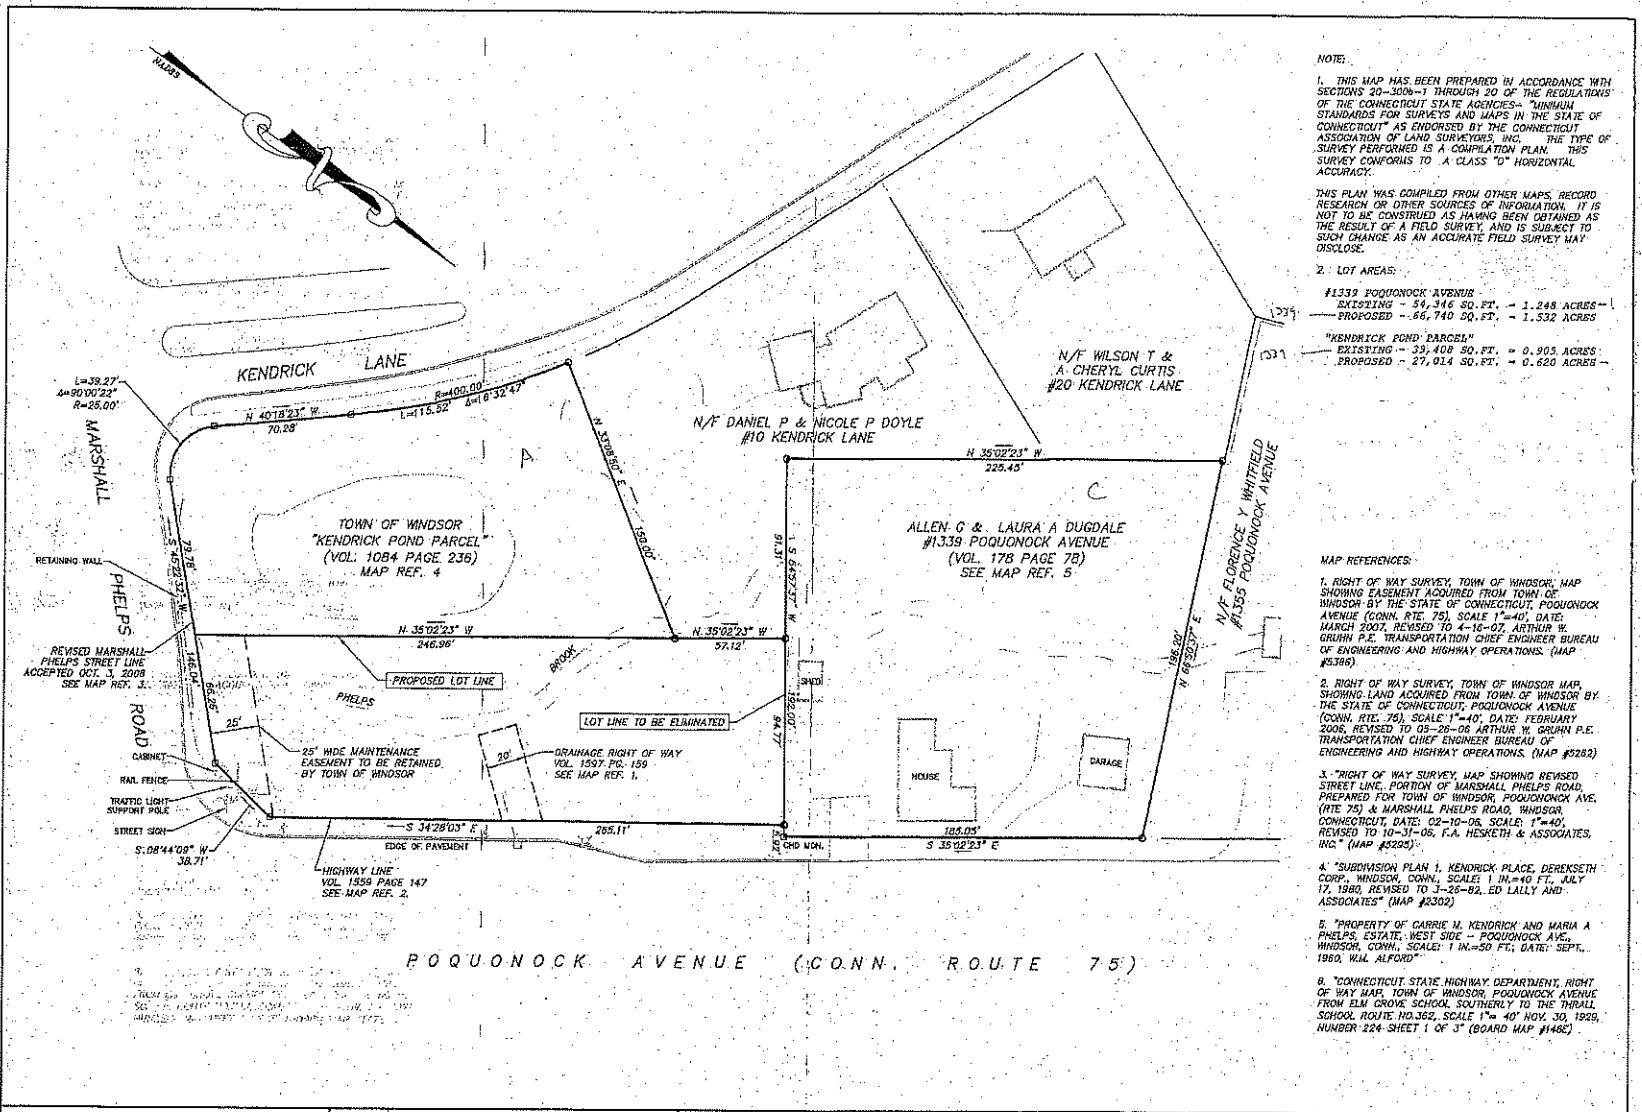 NAD83
NOTE:
1. THIS MAP HAS BEEN PREPARED IN ACCORDANCE WITH
SECTIONS 20-300b-1 THROUGH 20 OF THE REGULATIONS
OF THE CONNECTICUT STATE AGENCIES- "MINIMUM
STANDARDS FOR SURVEYS AND MAPS IN THE STATE OF
CONNECTICUT" AS ENDORSED BY THE CONNECTICUT
ASSOCIATION OF LAND SURVEYORS, INC. THE TYPE OF
SURVEY PERFORMED IS A COMPILATION PLAN. THIS
SURVEY CONFORMS TO A CLASS "D" HORIZONTAL
ACCURACY.
THIS PLAN WAS COMPILED FROM OTHER MAPS, RECORD
RESEARCH OR OTHER SOURCES OF INFORMATION. IT IS
NOT TO BE CONSTRUED AS HAVING BEEN OBTAINED AS
THE RESULT OF A FIELD SURVEY, AND IS SUBJECT TO
SUCH CHANGE AS AN ACCURATE FIELD SURVEY MAY
DISCLOSE.
2. LOT AREAS:
#1339 POQUONOCK AVENUE
EXISTING - 54,346 SQ.FT. = 1.248 ACRES
PROPOSED - 66,740 SQ.FT. = 1.532 ACRES
"KENDRICK POND PARCEL"
EXISTING - 39,408 SQ.FT. = 0.905 ACRES
PROPOSED - 27,014 SQ.FT. = 0.620 ACRES
1339
1331
KENDRICK LANE
L=39.27'
Δ=90°00'22"
R=25.00'
N 40°18'23" W
70.28'
R=400.00'
L=115.52'
Δ=16°32'47"
MARSHALL
PHELPS
ROAD
A
N 33°08'50" E
150.00'
N/F DANIEL P & NICOLE P DOYLE
#10 KENDRICK LANE
N/F WILSON T &
A. CHERYL CURTIS
#20 KENDRICK LANE
N 35°02'23" W
225.45'
C
N/F FLORENCE Y WHITFIELD
#1355 POQUONOCK AVENUE
TOWN OF WINDSOR
"KENDRICK POND PARCEL"
(VOL. 1084 PAGE 236)
MAP REF. 4
ALLEN G & LAURA A DUGDALE
#1339 POQUONOCK AVENUE
(VOL. 178 PAGE 78)
SEE MAP REF. 5
RETAINING WALL
79.78'
S 45°22'32" W
146.04'
66.26'
91.31'
S 54°57'37" W
192.00'
94.77'
196.20'
N 66°50'37" E
N 35°02'23" W
246.96'
N 35°02'23" W
57.12'
REVISED MARSHALL
PHELPS STREET LINE
ACCEPTED OCT. 3, 2006
SEE MAP REF. 3
PROPOSED LOT LINE
BROOK
PHELPS
SHED
LOT LINE TO BE ELIMINATED
25'
25' WIDE MAINTENANCE
EASEMENT TO BE RETAINED
BY TOWN OF WINDSOR
20'
DRAINAGE RIGHT OF WAY
VOL. 1597 PG. 159
SEE MAP REF. 1.
CABINET
RAIL FENCE
TRAFFIC LIGHT
SUPPORT POLE
STREET SIGN
S 08°44'09" W
38.71'
HOUSE
GARAGE
S 34°28'03" E
265.11'
EDGE OF PAVEMENT
5.92'
CHD MON.
185.05'
S 35°02'23" E
HIGHWAY LINE
VOL. 1559 PAGE 147
SEE MAP REF. 2
POQUONOCK AVENUE (CONN. ROUTE 75)
MAP REFERENCES:
1. RIGHT OF WAY SURVEY, TOWN OF WINDSOR, MAP
SHOWING EASEMENT ACQUIRED FROM TOWN OF
WINDSOR BY THE STATE OF CONNECTICUT, POQUONOCK
AVENUE (CONN. RTE. 75), SCALE 1"=40', DATE:
MARCH 2007, REVISED TO 4-16-07, ARTHUR W.
GRUHN P.E. TRANSPORTATION CHIEF ENGINEER BUREAU
OF ENGINEERING AND HIGHWAY OPERATIONS. (MAP
#5386)
2. RIGHT OF WAY SURVEY, TOWN OF WINDSOR MAP,
SHOWING LAND ACQUIRED FROM TOWN OF WINDSOR BY
THE STATE OF CONNECTICUT, POQUONOCK AVENUE
(CONN. RTE. 75), SCALE 1"=40', DATE: FEBRUARY
2006, REVISED TO 05-26-06 ARTHUR W. GRUHN P.E.
TRANSPORTATION CHIEF ENGINEER BUREAU OF
ENGINEERING AND HIGHWAY OPERATIONS. (MAP #5282)
3. "RIGHT OF WAY SURVEY, MAP SHOWING REVISED
STREET LINE, PORTION OF MARSHALL PHELPS ROAD,
PREPARED FOR TOWN OF WINDSOR, POQUONOCK AVE.
(RTE 75) & MARSHALL PHELPS ROAD, WINDSOR,
CONNECTICUT, DATE: 02-10-06, SCALE: 1"=40',
REVISED TO 10-31-06, F.A. HESKETH & ASSOCIATES,
INC." (MAP #5295)
4. "SUBDIVISION PLAN 1, KENDRICK PLACE, DEREKSETH
CORP., WINDSOR, CONN., SCALE: 1 IN.=40 FT., JULY
17, 1980, REVISED TO 3-26-82, ED LALLY AND
ASSOCIATES" (MAP #2302)
5. "PROPERTY OF CARRIE M. KENDRICK AND MARIA A
PHELPS, ESTATE, WEST SIDE - POQUONOCK AVE.,
WINDSOR, CONN., SCALE: 1 IN.=50 FT., DATE: SEPT.,
1960, WM. ALFORD"
6. "CONNECTICUT STATE HIGHWAY DEPARTMENT, RIGHT
OF WAY MAP, TOWN OF WINDSOR, POQUONOCK AVENUE
FROM ELM GROVE SCHOOL SOUTHERLY TO THE THRALL
SCHOOL ROUTE NO.362, SCALE 1"= 40' NOV. 30, 1929,
NUMBER 224 SHEET 1 OF 3" (BOARD MAP #146E)